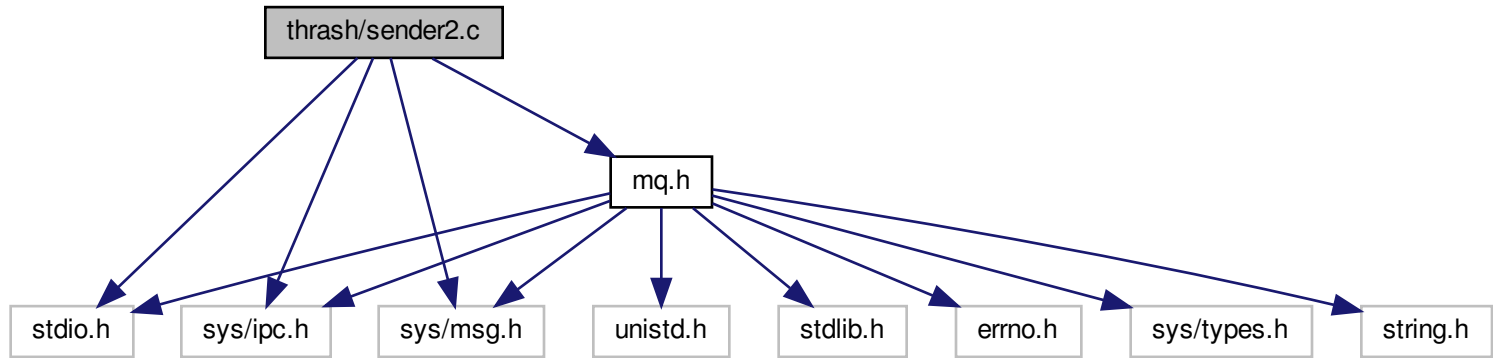 thrash/sender2.c
mq.h
stdio.h
sys/ipc.h
sys/msg.h
unistd.h
stdlib.h
errno.h
sys/types.h
string.h